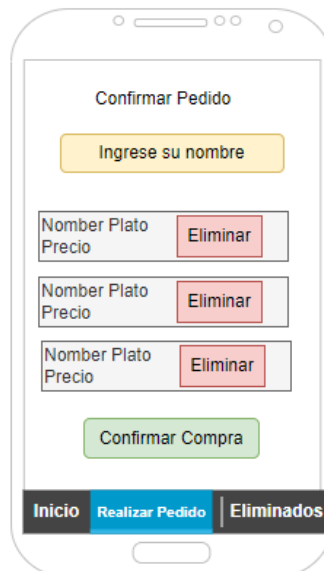 Confirmar Pedido
Ingrese su nombre
Nomber Plato
Precio
Eliminar
Nomber Plato
Precio
Eliminar
Nomber Plato
Precio
Eliminar
Confirmar Compra
Inicio
Realizar Pedido
Eliminados